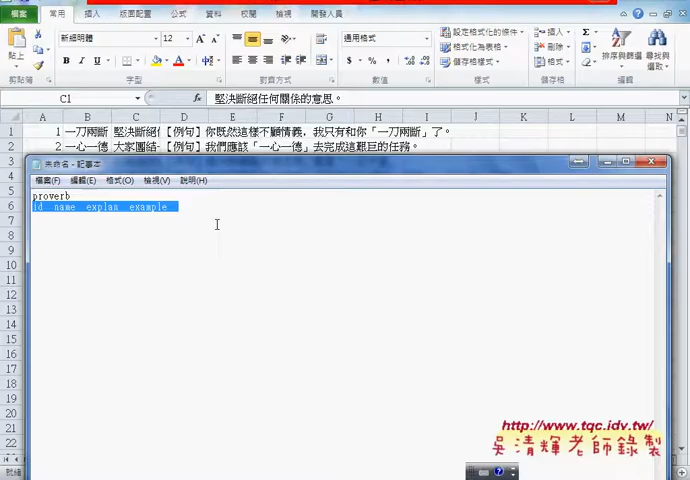 檔案 常用 插入 版面配置 公式 資料 校閱 檢視 開發人員
新細明體 12 通用格式 設定格式化的條件 插入
貼上 格式化為表格 刪除 排序與篩選 尋找與選取
儲存格樣式 格式
剪貼簿 字型 對齊方式 數值 樣式 儲存格 編輯
C1 fx 堅決斷絕任何關係的意思。
A B C D E F G H I J K L M N
1 1 一刀兩斷 堅決斷絕 【例句】你既然這樣不顧情義，我只有和你「一刀兩斷」了。
2 2 一心一德 大家團結一 【例句】我們應該「一心一德」去完成這艱巨的任務。
未命名 - 記事本
檔案(F) 編輯(E) 格式(O) 檢視(V) 說明(H)
proverb
id name explan example
5
6
7
8
9
10
11
12
13
14
15
16
17
18
19
20
21
22
http://www.tqc.idv.tw/
吳清輝老師錄製
就緒